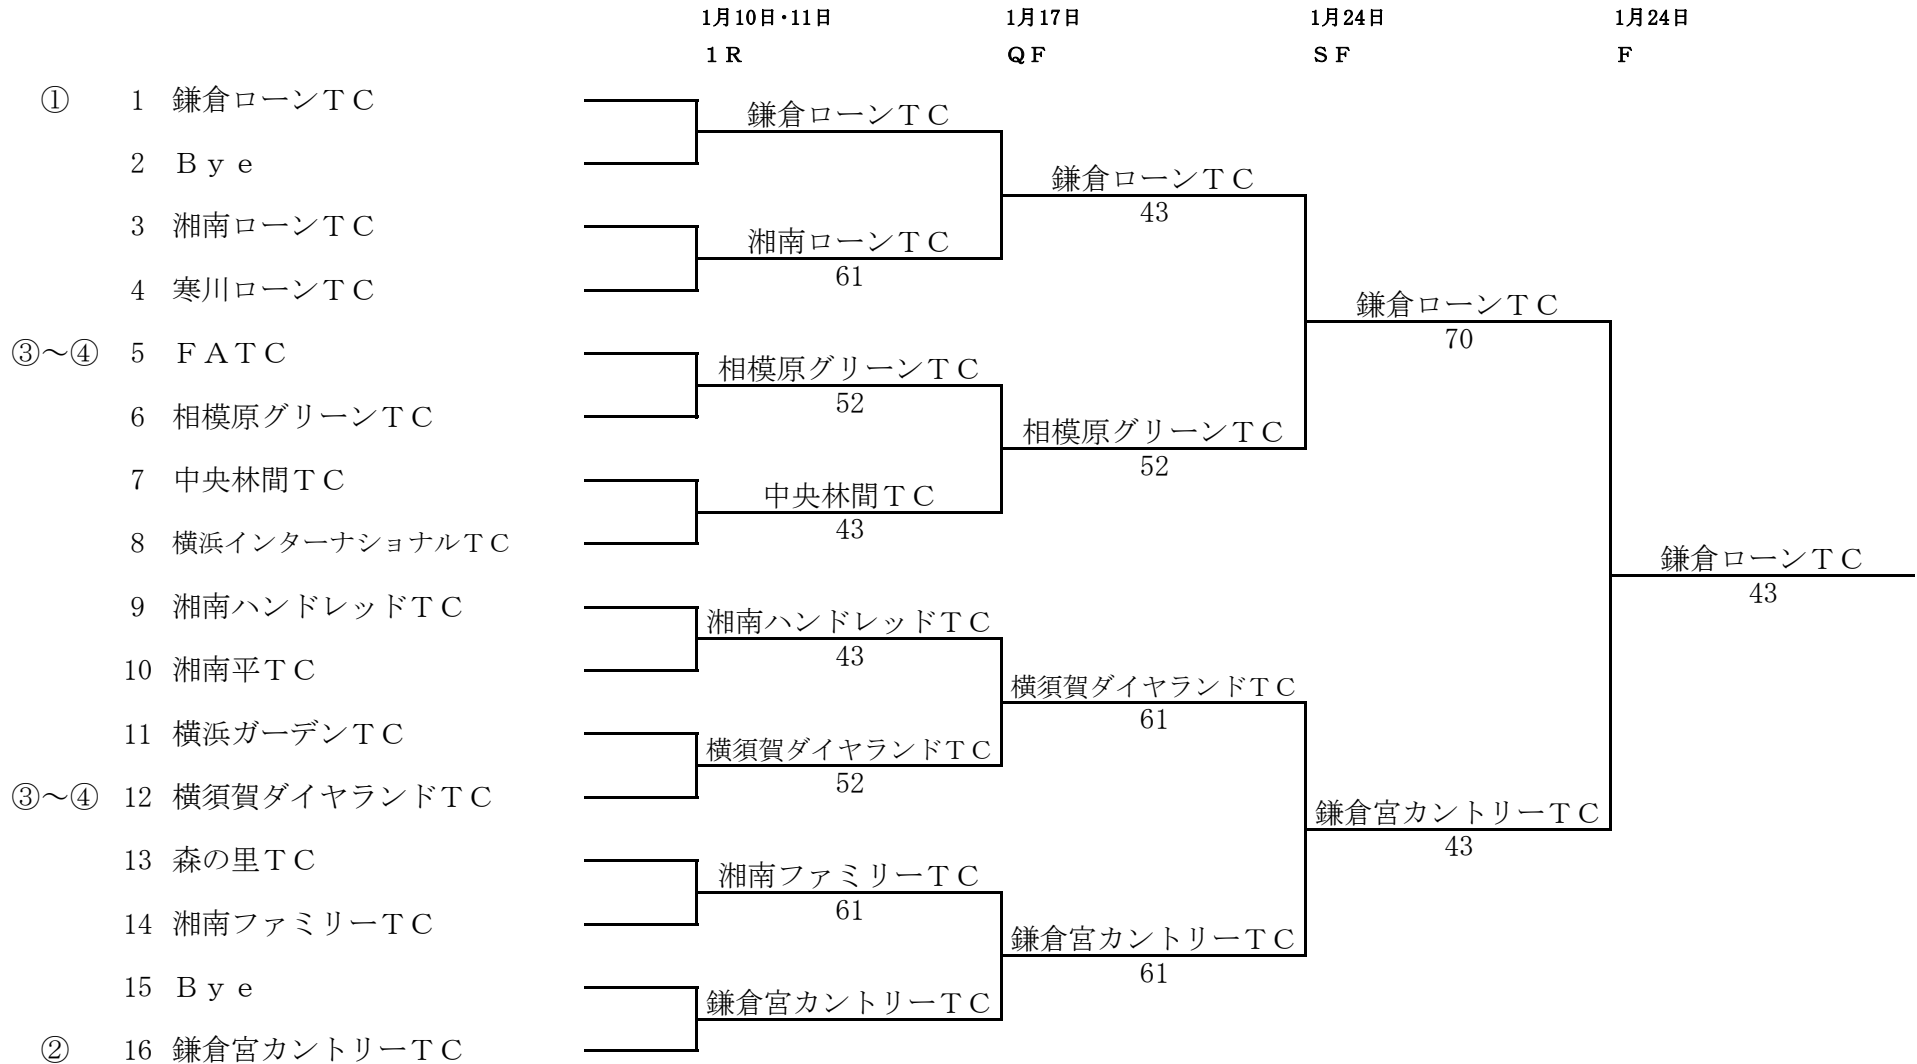 1月10日・11日 1月17日 1月24日 1月24日
１Ｒ ＱＦ ＳＦ Ｆ
① 1 鎌倉ローンＴＣ
鎌倉ローンＴＣ
2 Ｂｙｅ
鎌倉ローンＴＣ
43
3 湘南ローンＴＣ
湘南ローンＴＣ
61
4 寒川ローンＴＣ
鎌倉ローンＴＣ
70
③～④ 5 ＦＡＴＣ
相模原グリーンＴＣ
52
6 相模原グリーンＴＣ
相模原グリーンＴＣ
52
7 中央林間ＴＣ
中央林間ＴＣ
43
8 横浜インターナショナルＴＣ
鎌倉ローンＴＣ
43
9 湘南ハンドレッドＴＣ
湘南ハンドレッドＴＣ
43
10 湘南平ＴＣ
横須賀ダイヤランドＴＣ
61
11 横浜ガーデンＴＣ
横須賀ダイヤランドＴＣ
52
③～④ 12 横須賀ダイヤランドＴＣ
鎌倉宮カントリーＴＣ
43
13 森の里ＴＣ
湘南ファミリーＴＣ
61
14 湘南ファミリーＴＣ
鎌倉宮カントリーＴＣ
61
15 Ｂｙｅ
鎌倉宮カントリーＴＣ
② 16 鎌倉宮カントリーＴＣ